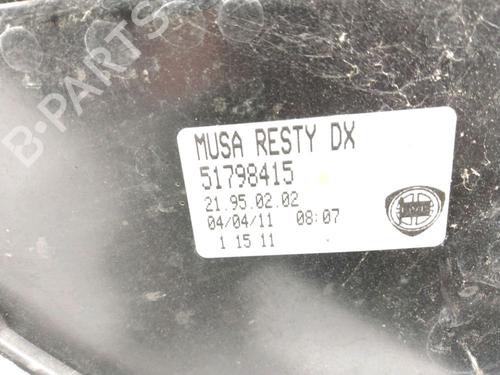 B-PARTS
MUSA RESTY DX
51798415
21.95.02.02
04/04/11 08:07
1 15 11